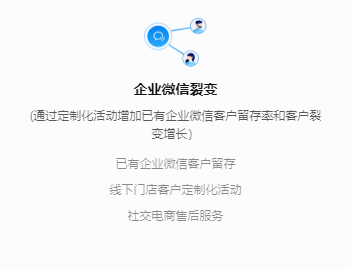 企业微信裂变
(通过定制化活动增加已有企业微信客户留存率和客户裂
变增长)
已有企业微信客户留存
线下门店客户定制化活动
社交电商售后服务